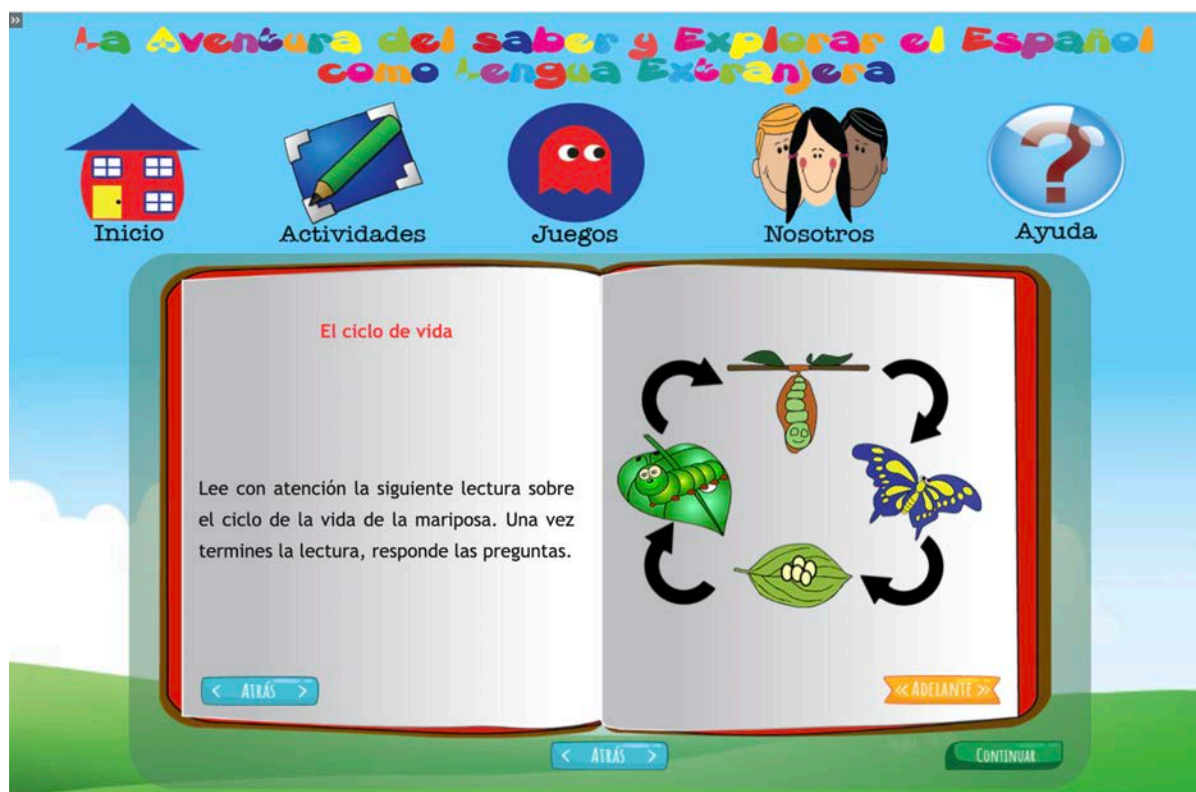 »
La Aventura del saber y Explorar el Español
como Lengua Extranjera
Inicio
Actividades
Juegos
Nosotros
Ayuda
El ciclo de vida
Lee con atención la siguiente lectura sobre
el ciclo de la vida de la mariposa. Una vez
termines la lectura, responde las preguntas.
< ATRÁS >
« ADELANTE »
< ATRÁS >
CONTINUAR